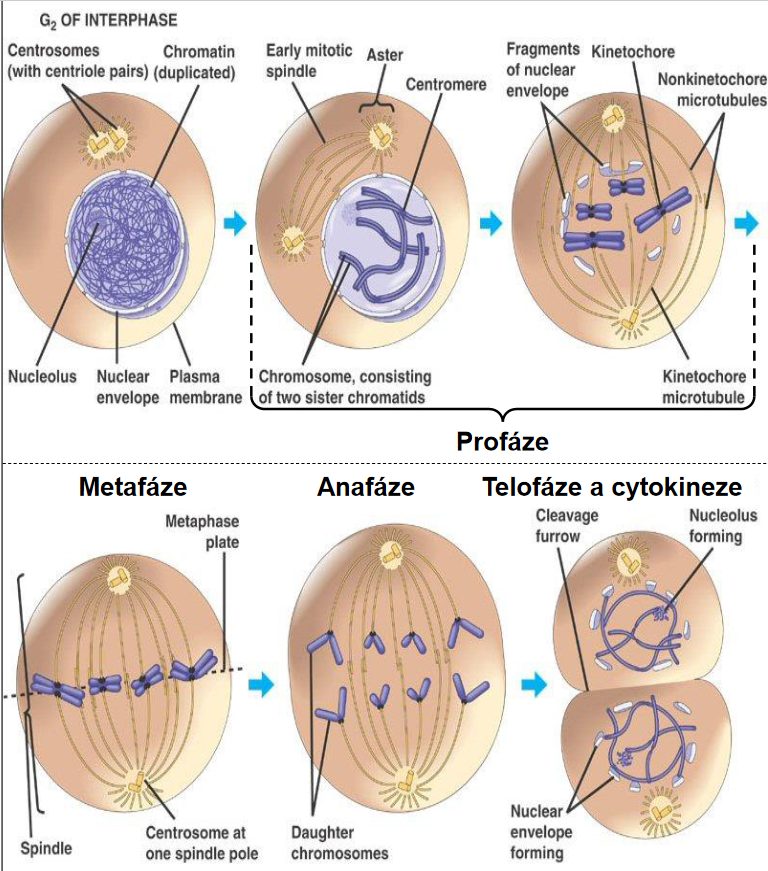 G₂ OF INTERPHASE
Centrosomes
(with centriole pairs)
Chromatin
(duplicated)
Nucleolus
Nuclear
envelope
Plasma
membrane
Early mitotic
spindle
Aster
Centromere
Chromosome, consisting
of two sister chromatids
Fragments
of nuclear
envelope
Kinetochore
Nonkinetochore
microtubules
Kinetochore
microtubule
Profáze
Metafáze
Metaphase
plate
Spindle
Centrosome at
one spindle pole
Anafáze
Daughter
chromosomes
Telofáze a cytokineze
Cleavage
furrow
Nucleolus
forming
Nuclear
envelope
forming